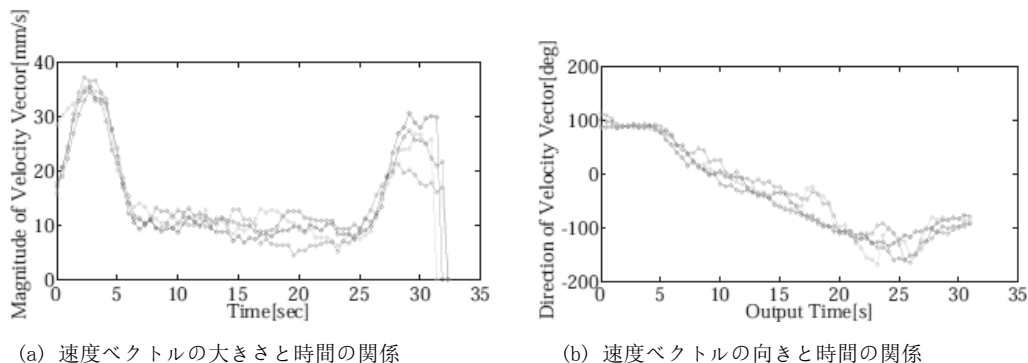 Magnitude of Velocity Vector[mm/s]
40
30
20
10
0
0 5 10 15 20 25 30 35
Time[sec]
(a) 速度ベクトルの大きさと時間の関係
Direction of Velocity Vector[deg]
200
100
0
-100
-200
0 5 10 15 20 25 30 35
Output Time[s]
(b) 速度ベクトルの向きと時間の関係